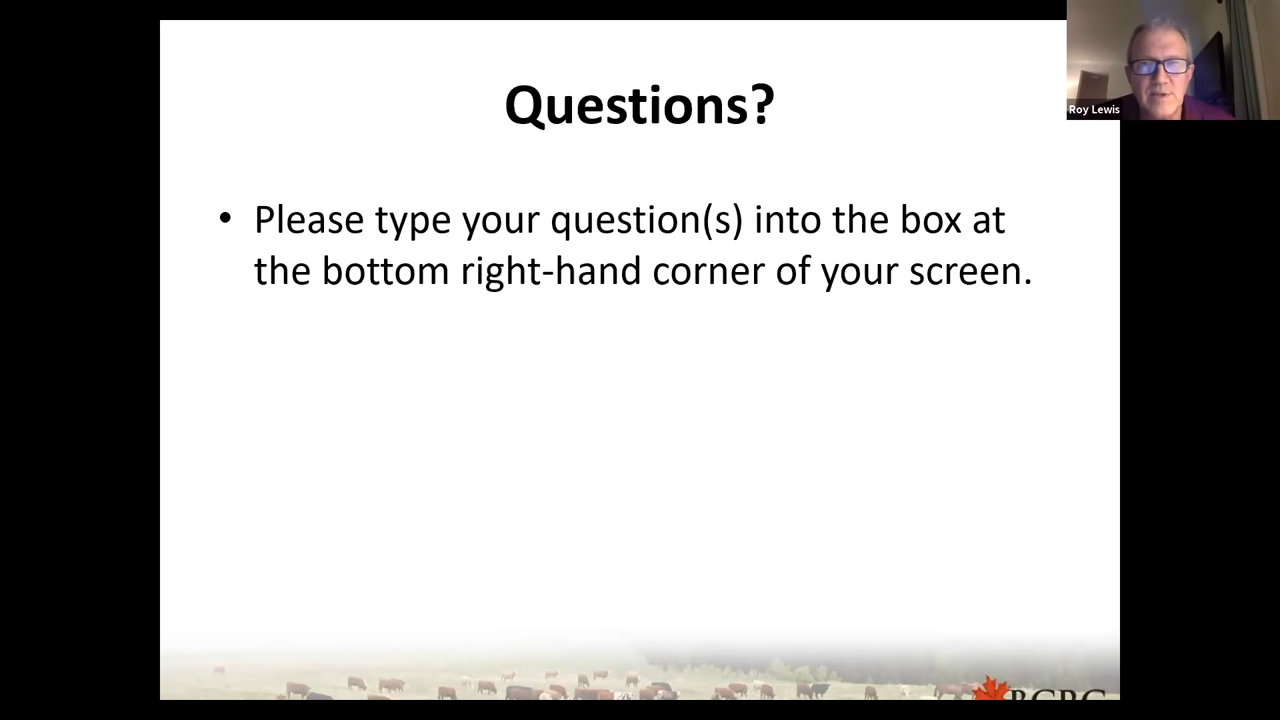 Questions?
Roy Lewis
• Please type your question(s) into the box at
the bottom right-hand corner of your screen.